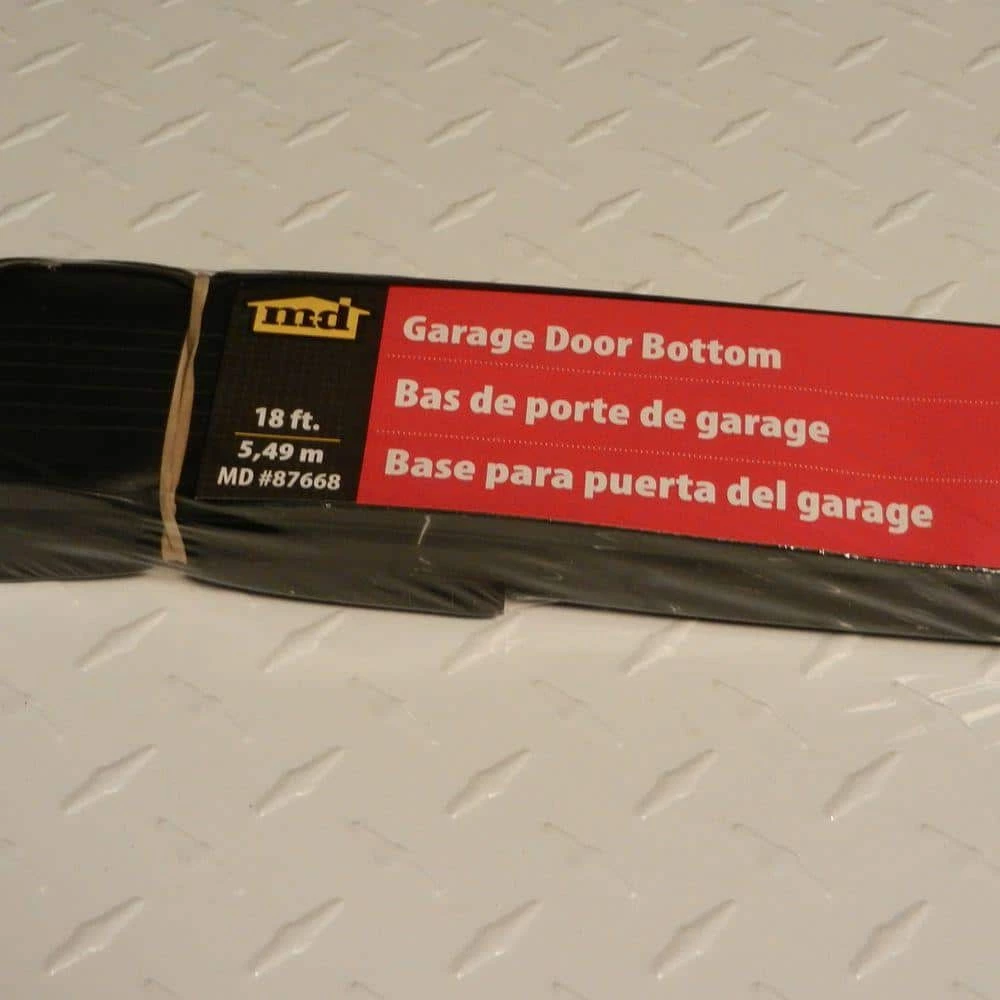 m-d
18 ft.
5,49 m
MD #87668
Garage Door Bottom
Bas de porte de garage
Base para puerta del garage